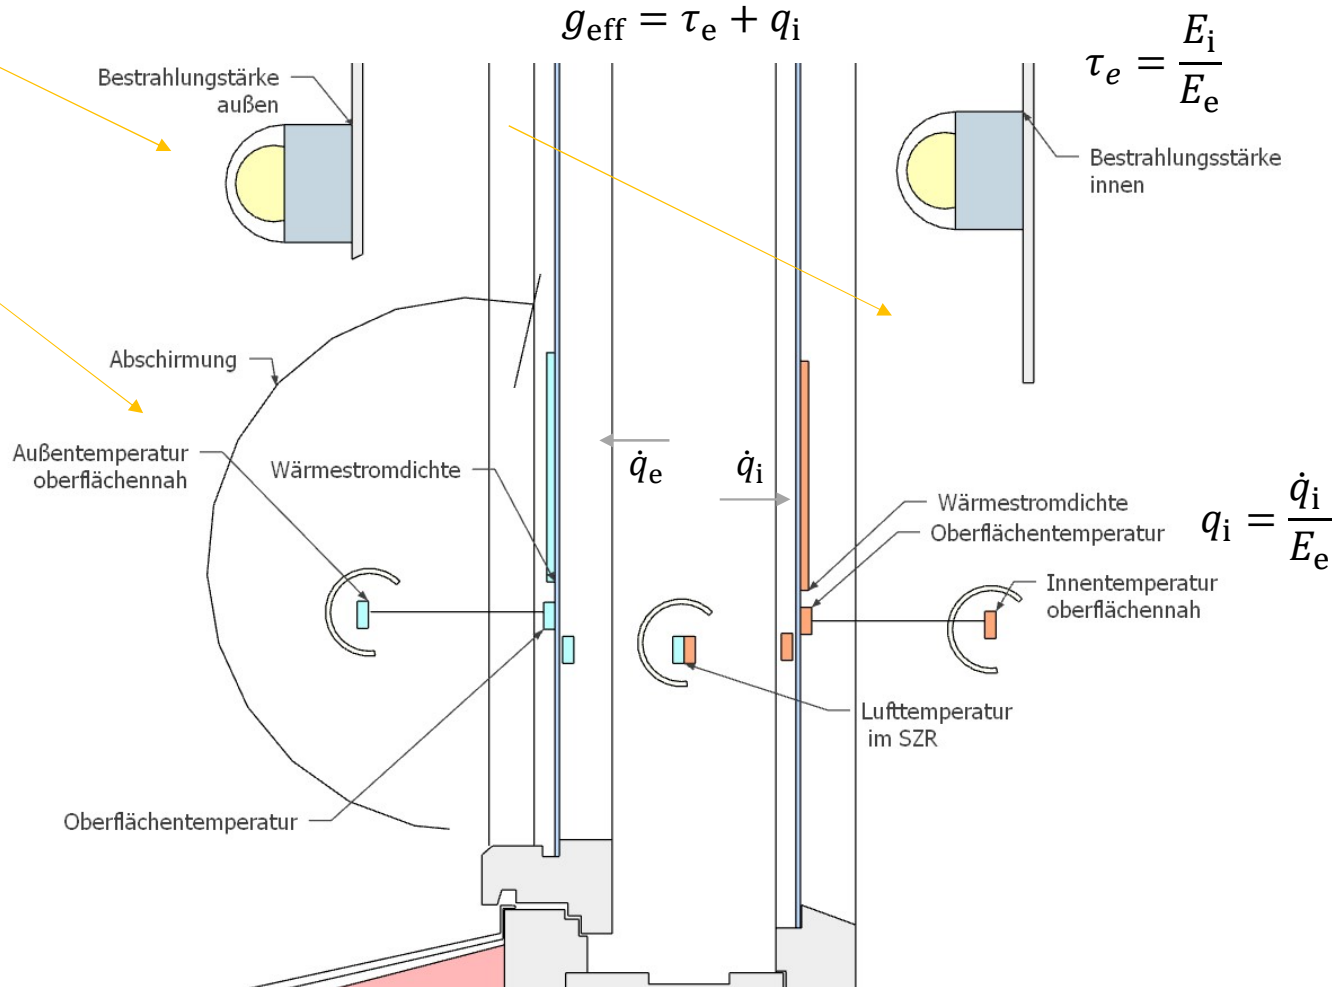 g_eff = τ_e + q_i
τ_e = E_i / E_e
Bestrahlungstärke
außen
Bestrahlungsstärke
innen
Abschirmung
Außentemperatur
oberflächennah
Wärmestromdichte
q̇_e
q̇_i
Wärmestromdichte
Oberflächentemperatur
q_i = q̇_i / E_e
Innentemperatur
oberflächennah
Lufttemperatur
im SZR
Oberflächentemperatur